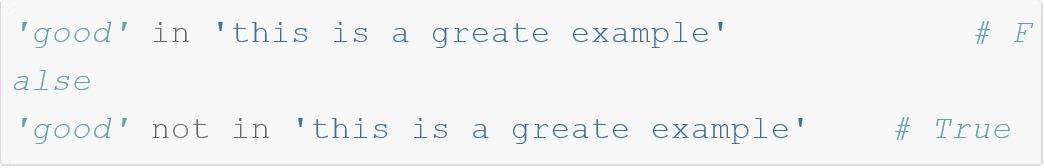 'good' in 'this is a greate example'             # F
alse
'good' not in 'this is a greate example'     # True